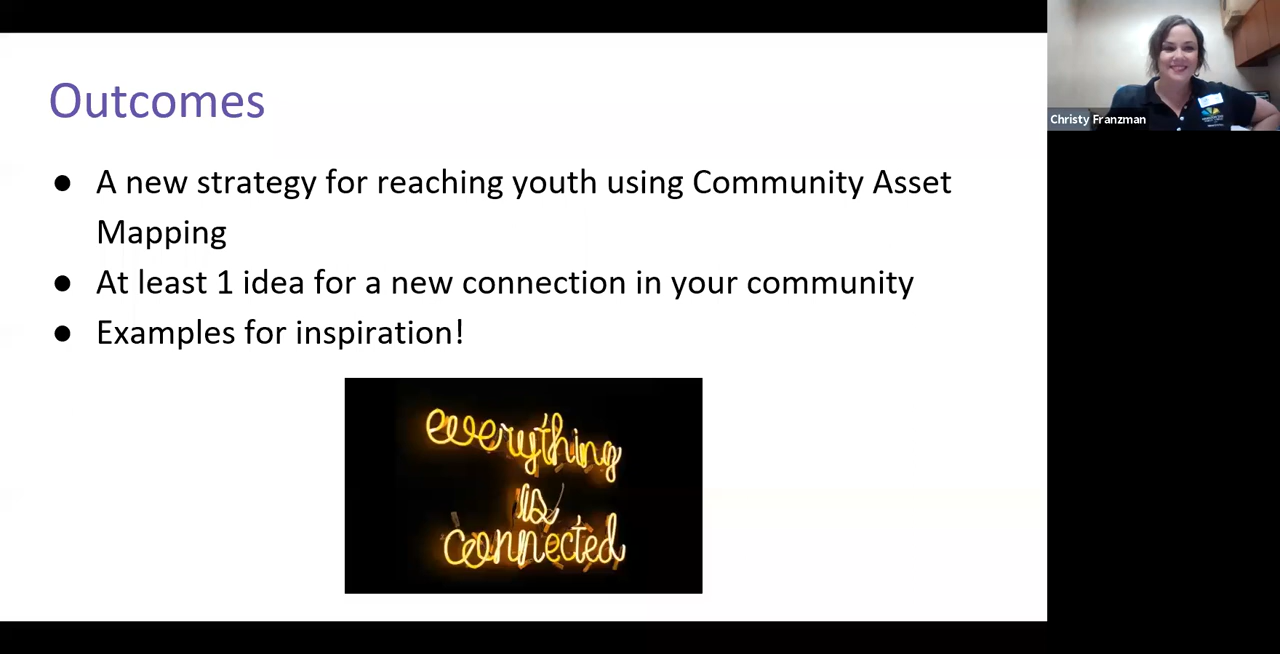 Outcomes
● A new strategy for reaching youth using Community Asset
Mapping
● At least 1 idea for a new connection in your community
● Examples for inspiration!
everything
is
connected
Christy Franzman